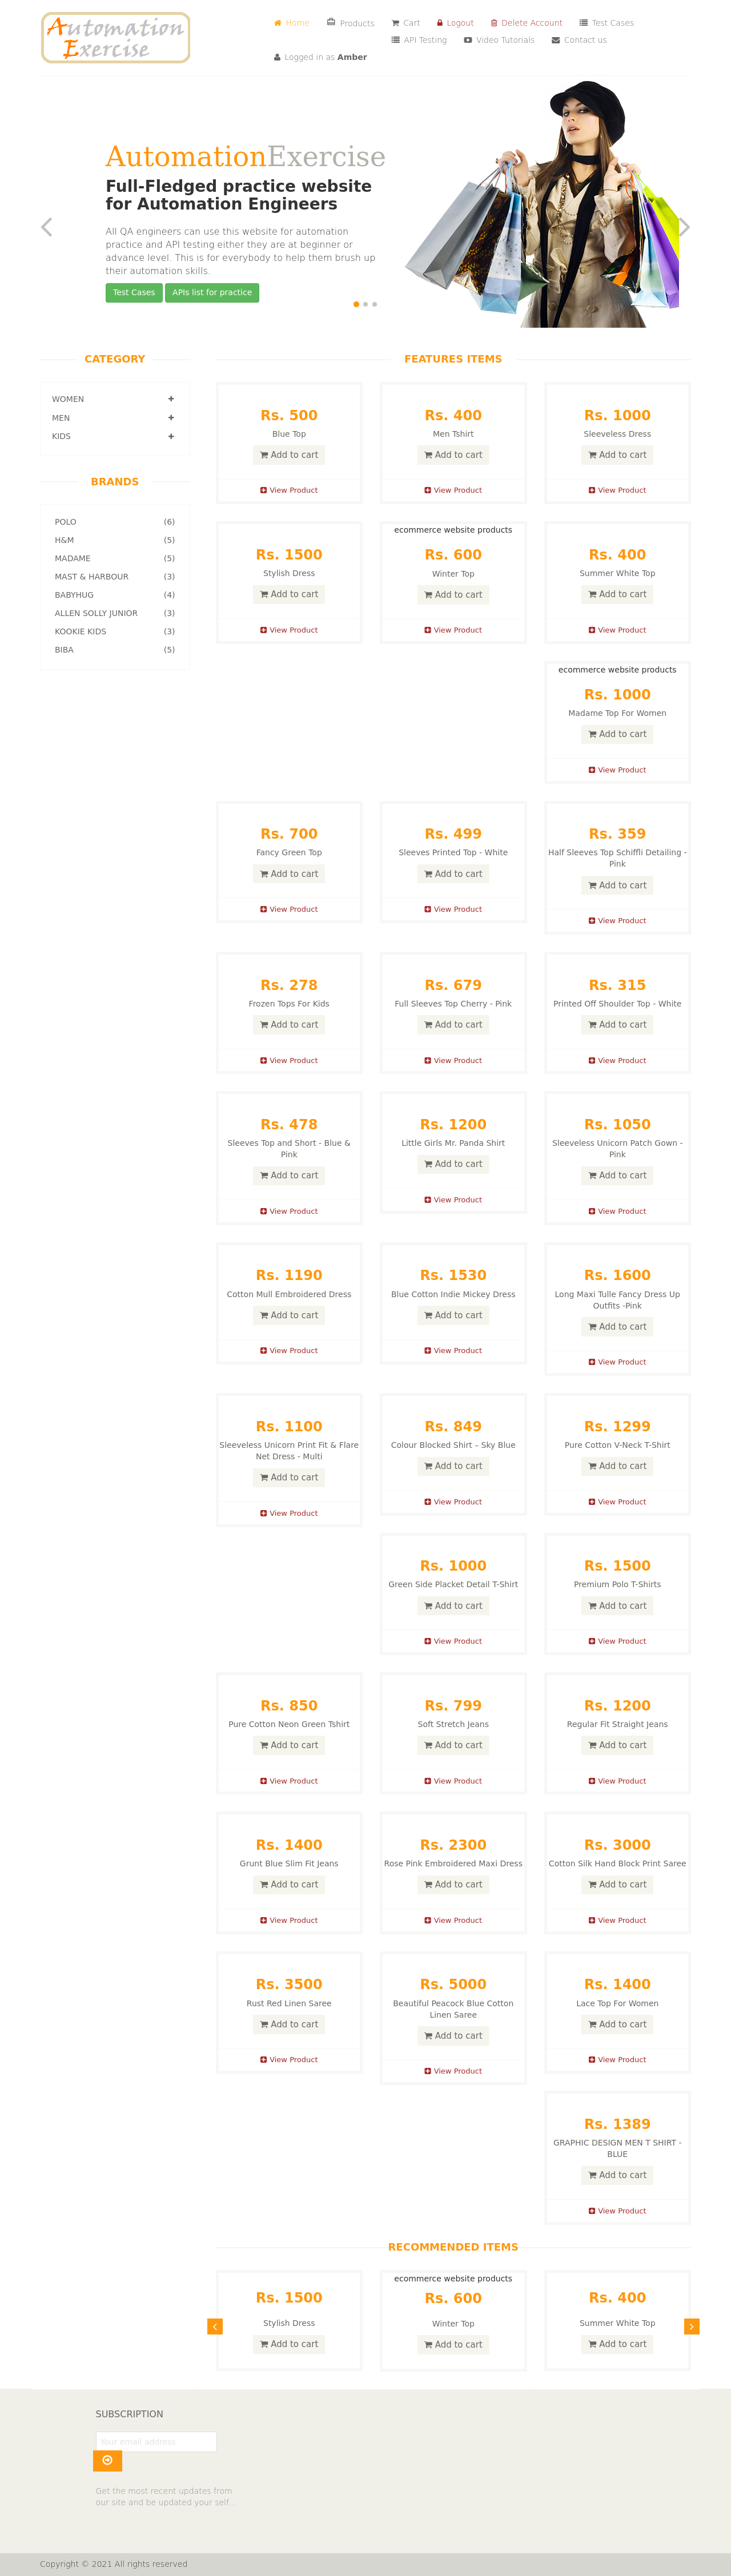 Automation
Exercise
Home
Products
Cart
Logout
Delete Account
Test Cases
API Testing
Video Tutorials
Contact us
Logged in as Amber
AutomationExercise
Full-Fledged practice website
for Automation Engineers
All QA engineers can use this website for automation
practice and API testing either they are at beginner or
advance level. This is for everybody to help them brush up
their automation skills.
Test Cases
APIs list for practice
CATEGORY
WOMEN
MEN
KIDS
BRANDS
POLO (6)
H&M (5)
MADAME (5)
MAST & HARBOUR (3)
BABYHUG (4)
ALLEN SOLLY JUNIOR (3)
KOOKIE KIDS (3)
BIBA (5)
FEATURES ITEMS
Rs. 500
Blue Top
Add to cart
View Product
Rs. 400
Men Tshirt
Add to cart
View Product
Rs. 1000
Sleeveless Dress
Add to cart
View Product
Rs. 1500
Stylish Dress
Add to cart
View Product
ecommerce website products
Rs. 600
Winter Top
Add to cart
View Product
Rs. 400
Summer White Top
Add to cart
View Product
ecommerce website products
Rs. 1000
Madame Top For Women
Add to cart
View Product
Rs. 700
Fancy Green Top
Add to cart
View Product
Rs. 499
Sleeves Printed Top - White
Add to cart
View Product
Rs. 359
Half Sleeves Top Schiffli Detailing -
Pink
Add to cart
View Product
Rs. 278
Frozen Tops For Kids
Add to cart
View Product
Rs. 679
Full Sleeves Top Cherry - Pink
Add to cart
View Product
Rs. 315
Printed Off Shoulder Top - White
Add to cart
View Product
Rs. 478
Sleeves Top and Short - Blue &
Pink
Add to cart
View Product
Rs. 1200
Little Girls Mr. Panda Shirt
Add to cart
View Product
Rs. 1050
Sleeveless Unicorn Patch Gown -
Pink
Add to cart
View Product
Rs. 1190
Cotton Mull Embroidered Dress
Add to cart
View Product
Rs. 1530
Blue Cotton Indie Mickey Dress
Add to cart
View Product
Rs. 1600
Long Maxi Tulle Fancy Dress Up
Outfits -Pink
Add to cart
View Product
Rs. 1100
Sleeveless Unicorn Print Fit & Flare
Net Dress - Multi
Add to cart
View Product
Rs. 849
Colour Blocked Shirt – Sky Blue
Add to cart
View Product
Rs. 1299
Pure Cotton V-Neck T-Shirt
Add to cart
View Product
Rs. 1000
Green Side Placket Detail T-Shirt
Add to cart
View Product
Rs. 1500
Premium Polo T-Shirts
Add to cart
View Product
Rs. 850
Pure Cotton Neon Green Tshirt
Add to cart
View Product
Rs. 799
Soft Stretch Jeans
Add to cart
View Product
Rs. 1200
Regular Fit Straight Jeans
Add to cart
View Product
Rs. 1400
Grunt Blue Slim Fit Jeans
Add to cart
View Product
Rs. 2300
Rose Pink Embroidered Maxi Dress
Add to cart
View Product
Rs. 3000
Cotton Silk Hand Block Print Saree
Add to cart
View Product
Rs. 3500
Rust Red Linen Saree
Add to cart
View Product
Rs. 5000
Beautiful Peacock Blue Cotton
Linen Saree
Add to cart
View Product
Rs. 1400
Lace Top For Women
Add to cart
View Product
Rs. 1389
GRAPHIC DESIGN MEN T SHIRT -
BLUE
Add to cart
View Product
RECOMMENDED ITEMS
Rs. 1500
Stylish Dress
Add to cart
ecommerce website products
Rs. 600
Winter Top
Add to cart
Rs. 400
Summer White Top
Add to cart
SUBSCRIPTION
Your email address
Get the most recent updates from
our site and be updated your self...
Copyright © 2021 All rights reserved